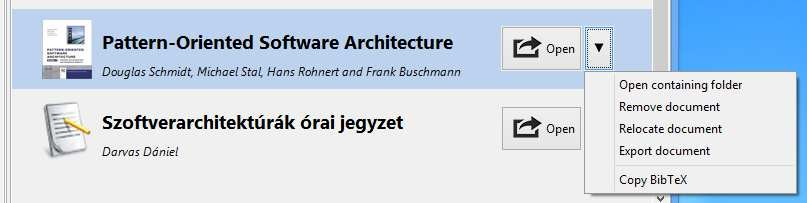 PATTERN-ORIENTED
SOFTWARE
ARCHITECTURE
Pattern-Oriented Software Architecture
Douglas Schmidt, Michael Stal, Hans Rohnert and Frank Buschmann
Open
Open containing folder
Remove document
Relocate document
Export document
Copy BibTeX
Szoftverarchitektúrák órai jegyzet
Darvas Dániel
Open